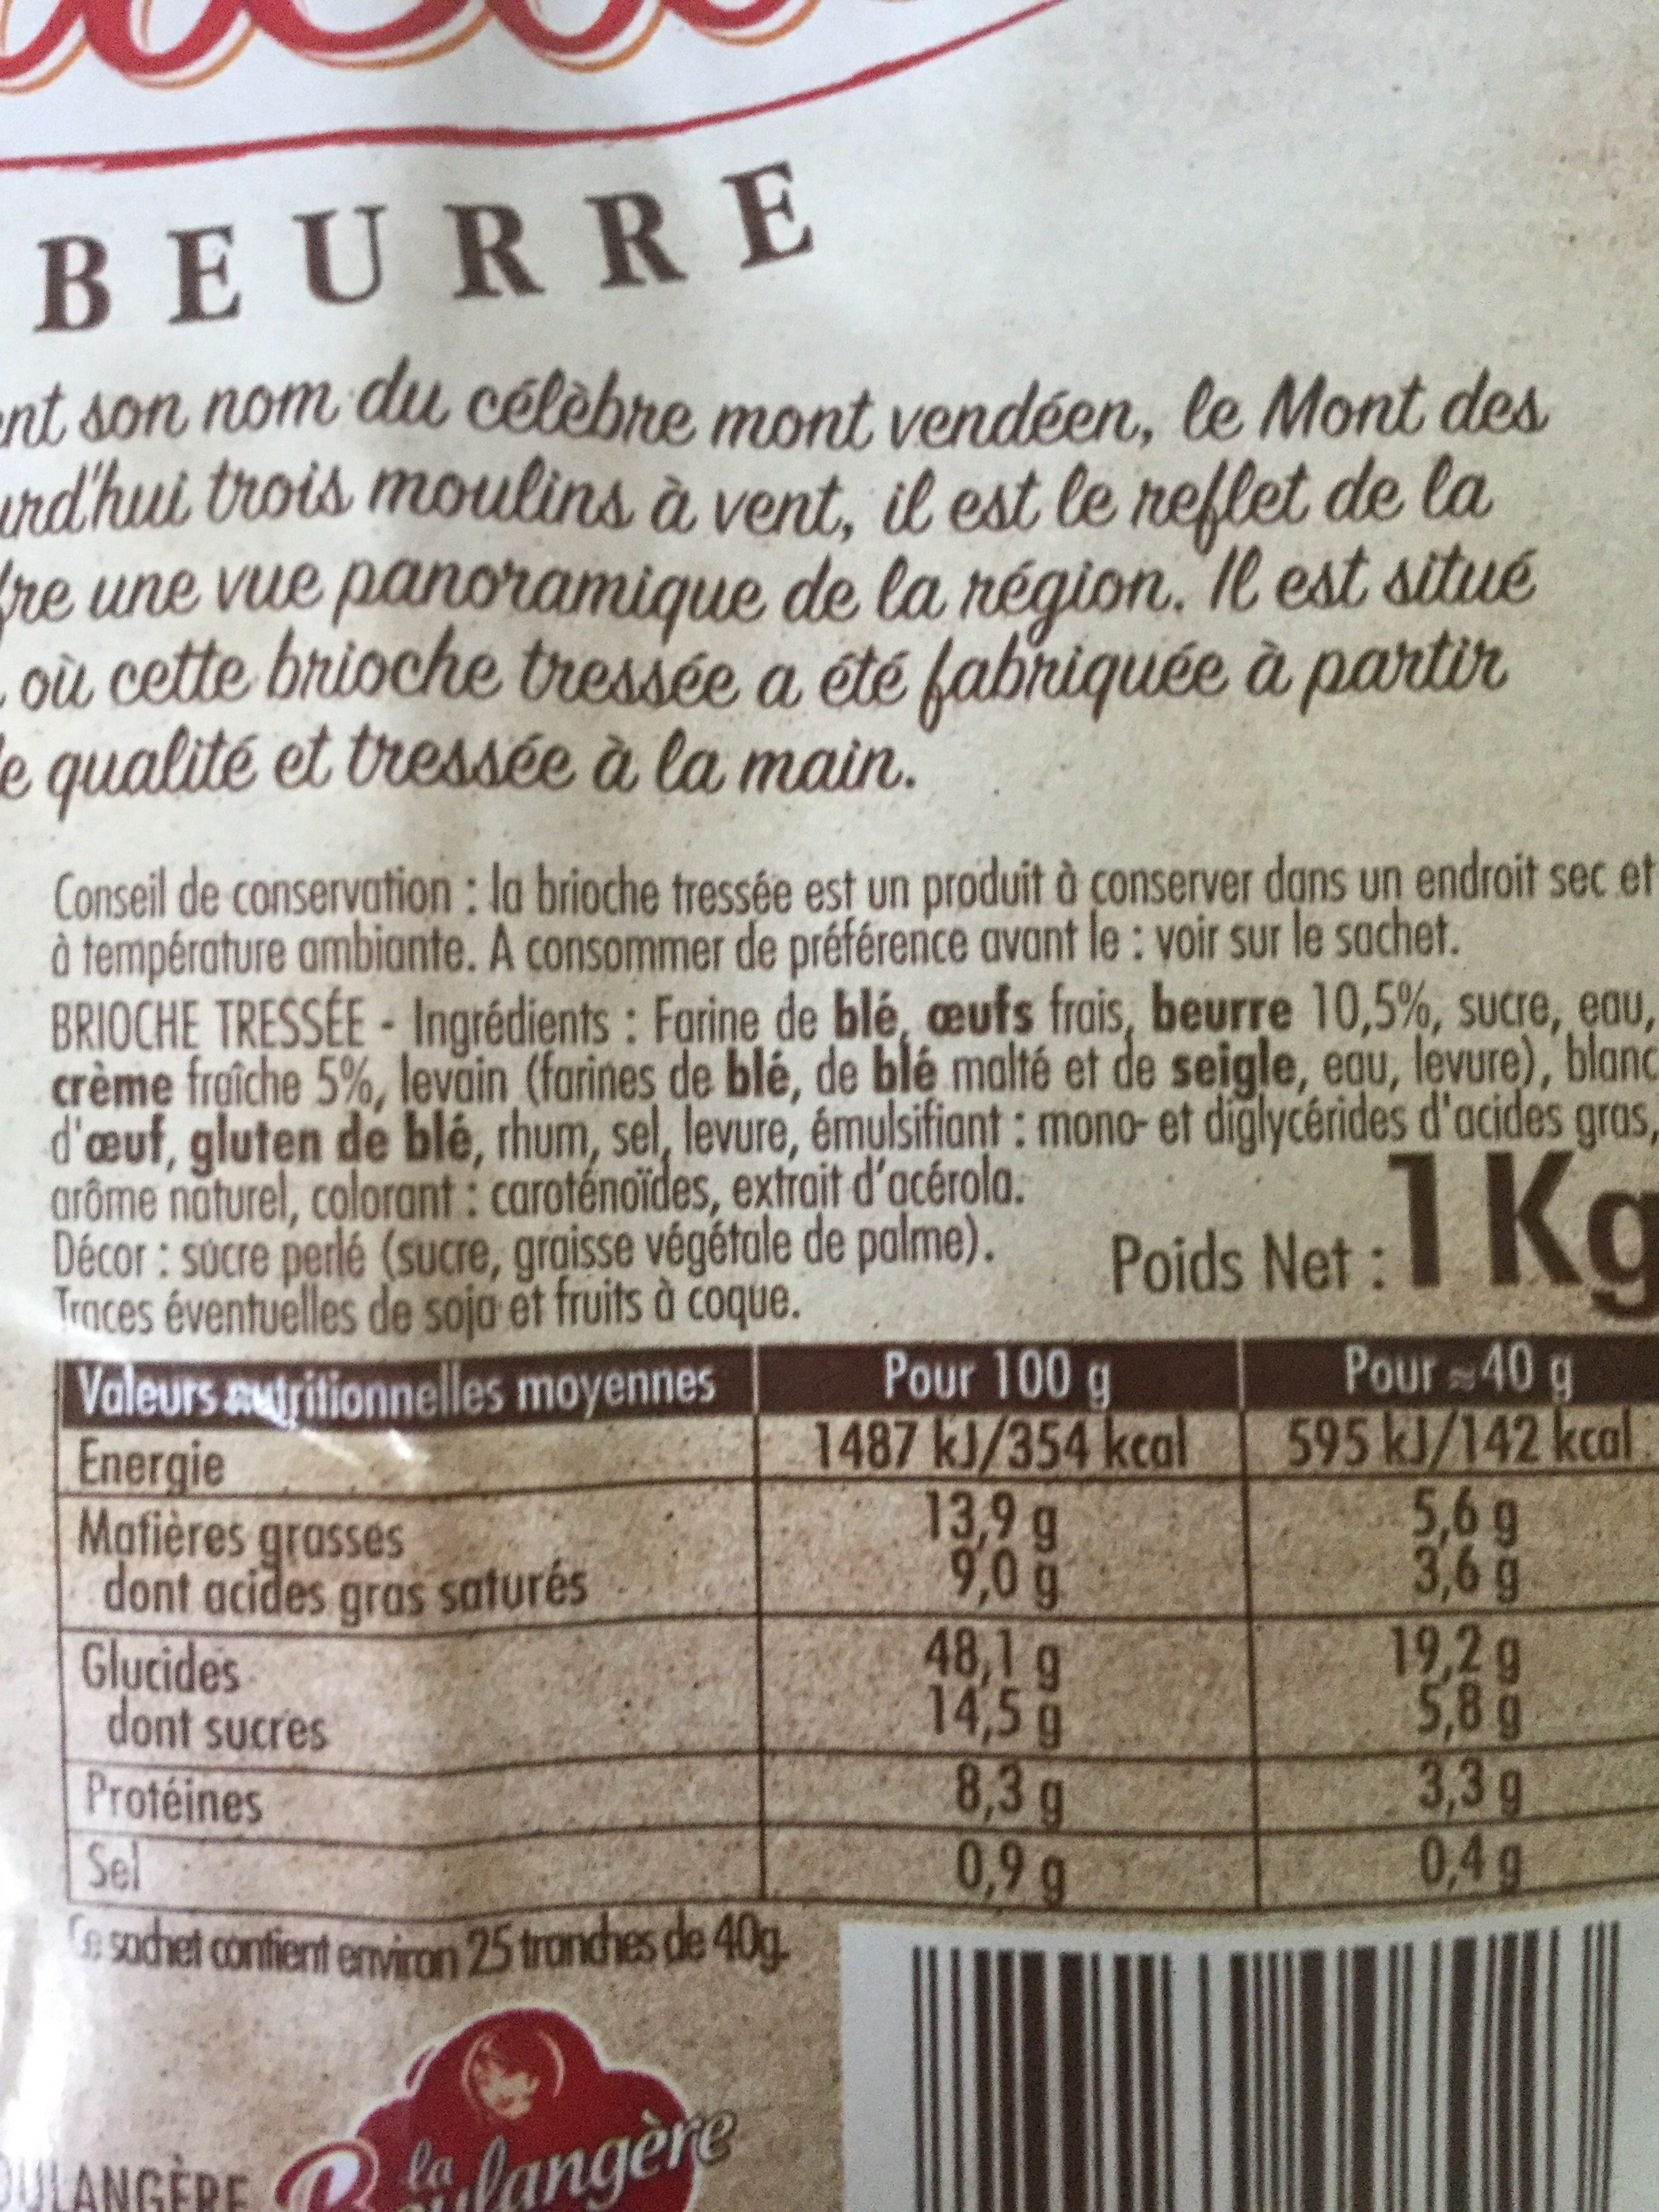 BEURRE
son nom du célèbre mont vendéen, le Mont des
trois moulins à vent, il est le reflet de la
une vue panoramique de la région. Il est situé
où cette brioche tressée a été fabriquée à partir
qualité et tressée à la main.
Conseil de conservation : la brioche tressée est un produit à conserver dans un endroit sec et
à température ambiante. A consommer de préférence avant le : voir sur le sachet.
BRIOCHE TRESSÉE - Ingrédients : Farine de blé, œufs frais, beurre 10,5%, sucre, eau,
crème fraîche 5%, levain (farines de blé, de blé malté et de seigle, eau, levure), blanc
d'œuf, gluten de blé, rhum, sel, levure, émulsifiant : mono- et diglycérides d'acides gras,
arôme naturel, colorant : caroténoïdes, extrait d'acérola.
Décor : sucre perlé (sucre, graisse végétale de palme).
Traces éventuelles de soja et fruits à coque.
Poids Net : 1 Kg
Valeurs nutritionnelles moyennes Pour 100 g Pour ≈ 40 g
Energie 1487 kJ/354 kcal 595 kJ/142 kcal
Matières grasses 13,9 g 5,6 g
dont acides gras saturés 9,0 g 3,6 g
Glucides 48,1 g 19,2 g
dont sucres 14,5 g 5,8 g
Protéines 8,3 g 3,3 g
Sel 0,9 g 0,4 g
Ce sachet contient environ 25 tranches de 40g.
la
Boulangère